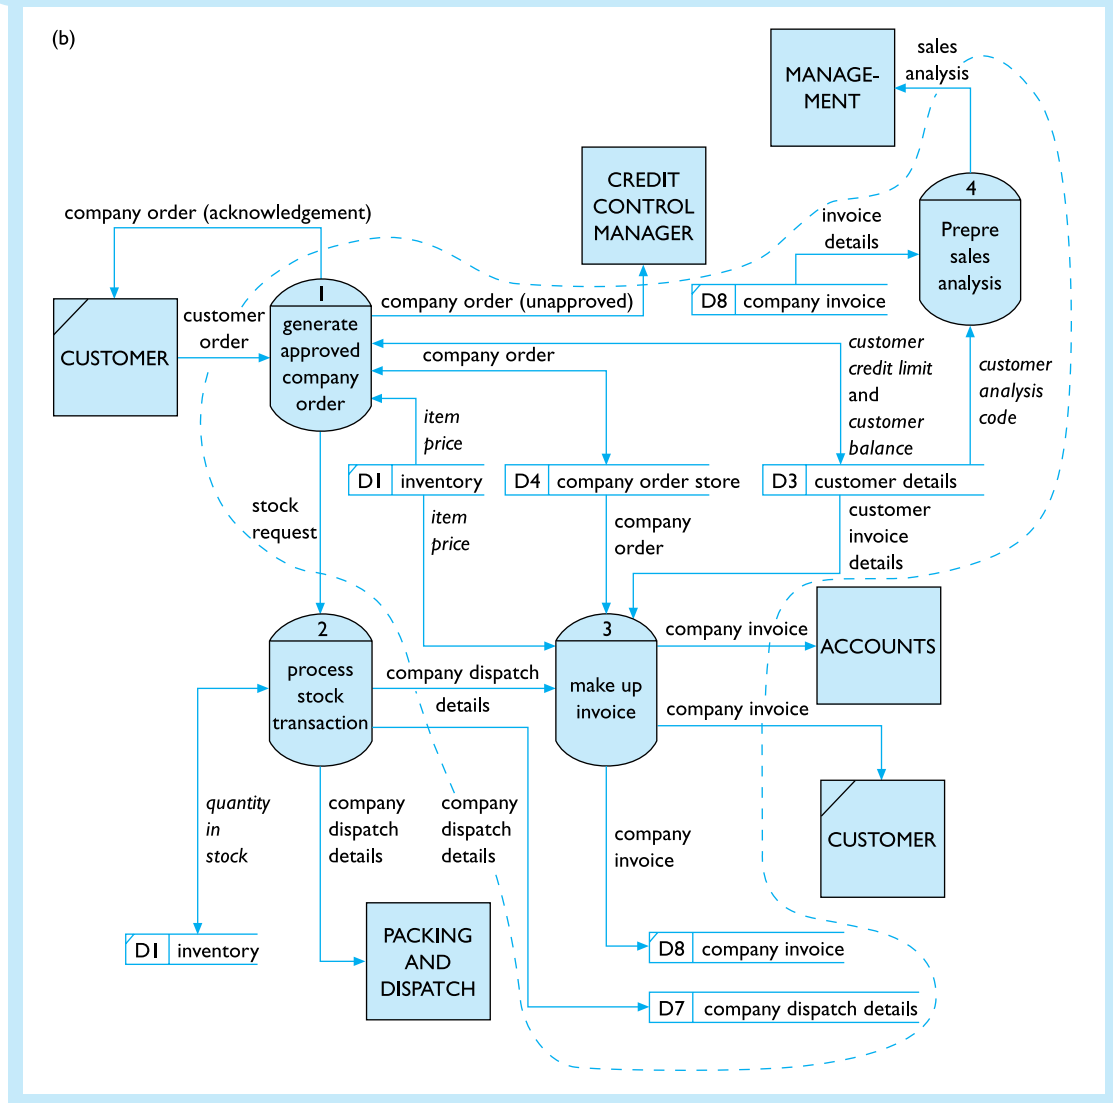 (b)
sales
analysis
MANAGE-
MENT
CREDIT
CONTROL
MANAGER
4
Prepre
sales
analysis
company order (acknowledgement)
invoice
details
1
generate
approved
company
order
company order (unapproved)
D8 company invoice
customer
order
CUSTOMER
company order
customer
credit limit
and
customer
balance
customer
analysis
code
item
price
D1 inventory
D4 company order store
D3 customer details
stock
request
item
price
company
order
customer
invoice
details
2
process
stock
transaction
3
make up
invoice
company invoice
ACCOUNTS
company dispatch
details
company invoice
quantity
in
stock
company
dispatch
details
company
dispatch
details
company
invoice
CUSTOMER
D1 inventory
PACKING
AND
DISPATCH
D8 company invoice
D7 company dispatch details